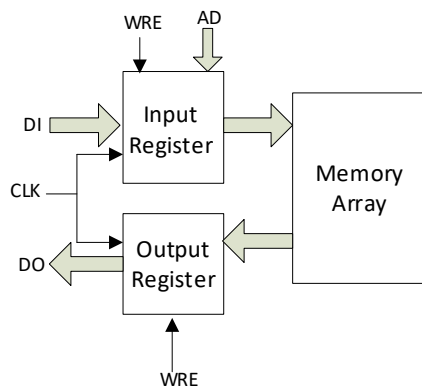 WRE
AD
DI
Input
Register
CLK
Memory
Array
Output
Register
DO
WRE